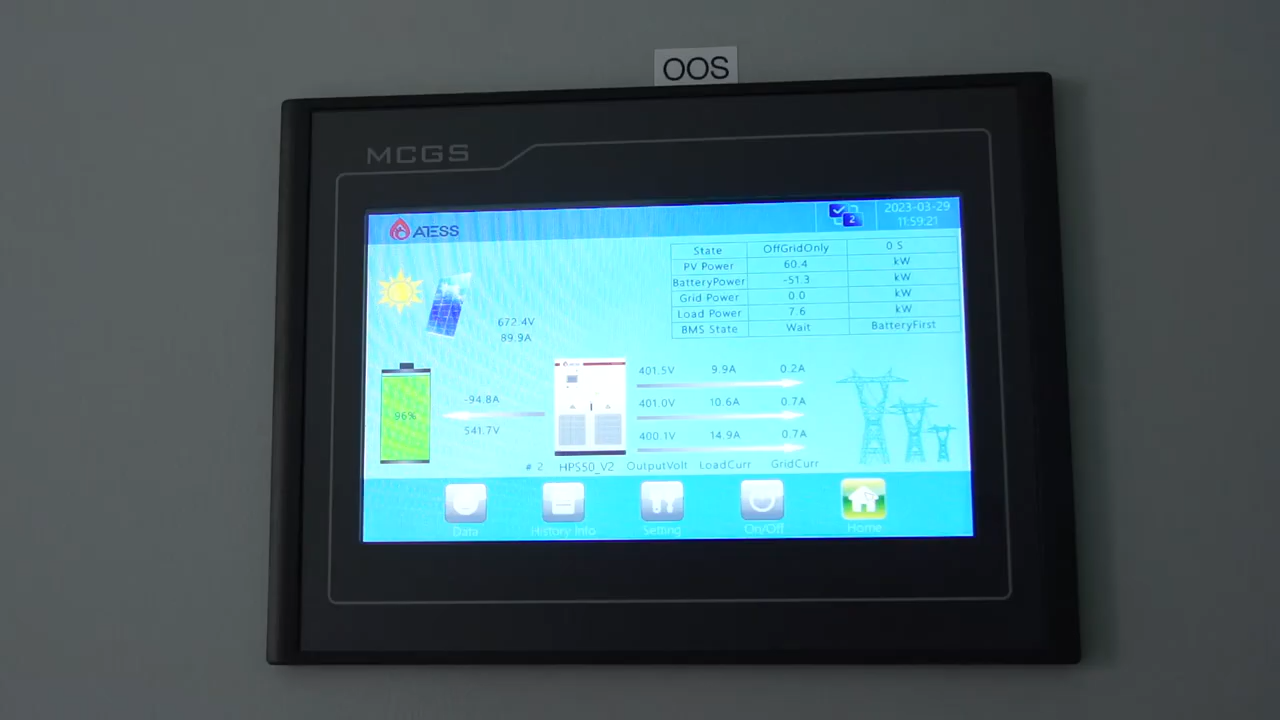 OOS
MCGS
ATESS
2
2023-03-29
11:59:21
State OffGridOnly 0 S
PV Power 60.4 kW
BatteryPower -51.3 kW
Grid Power 0.0 kW
Load Power 7.6 kW
BMS State Wait BatteryFirst
672.4V
89.9A
96%
-94.8A
541.7V
401.5V 9.9A 0.2A
401.0V 10.6A 0.7A
400.1V 14.9A 0.7A
# 2 HPS50_V2 OutputVolt LoadCurr GridCurr
Data History Info Setting On/Off Home